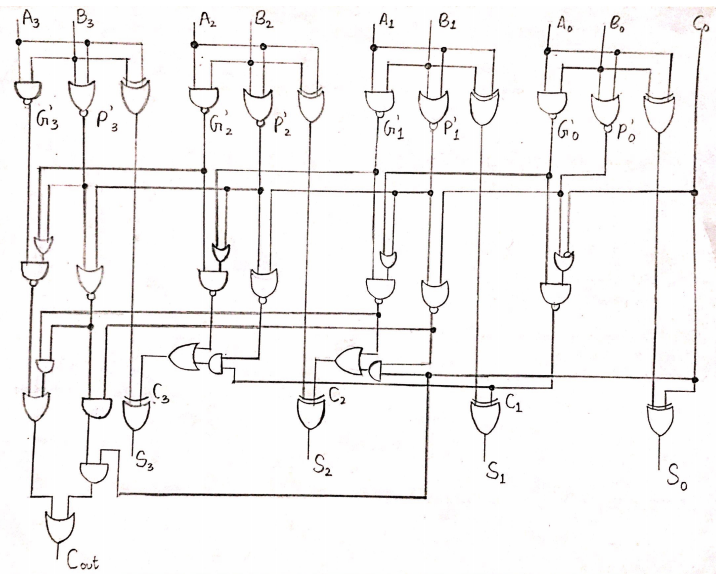 A₃ B₃ A₂ B₂ A₁ B₁ A₀ B₀ C₀
G'₃ P'₃ G'₂ P'₂ G'₁ P'₁ G'₀ P'₀
C₃ C₂ C₁
S₃ S₂ S₁ S₀
Cout